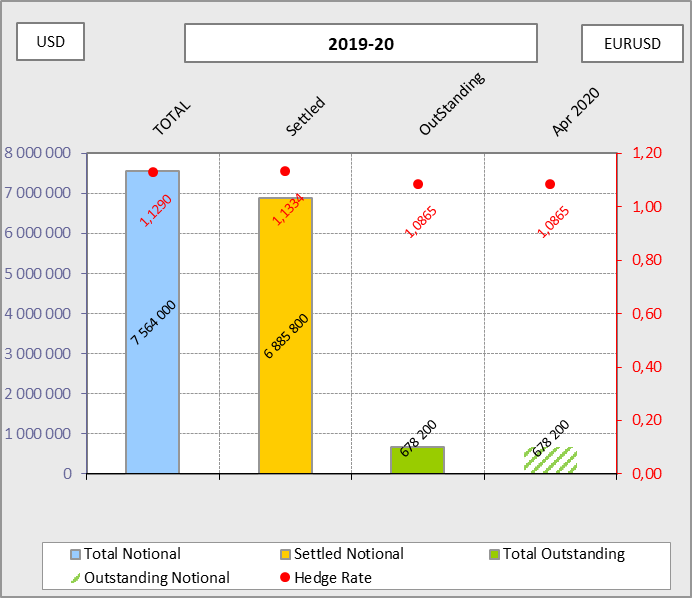 USD
2019-20
EURUSD
TOTAL
Settled
OutStanding
Apr 2020
8 000 000
7 000 000
6 000 000
5 000 000
4 000 000
3 000 000
2 000 000
1 000 000
0
1,1290
1,1334
1,0865
1,0865
7 564 000
6 885 800
678 200
678 200
1,20
1,00
0,80
0,60
0,40
0,20
0,00
Total Notional
Settled Notional
Total Outstanding
Outstanding Notional
Hedge Rate